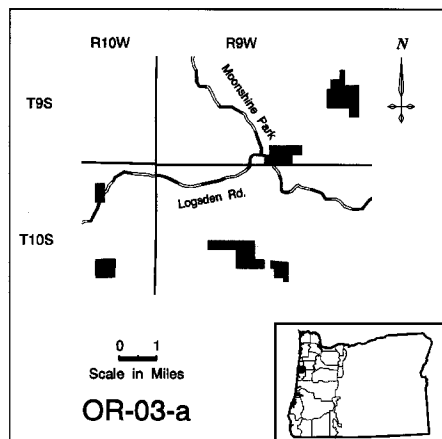 R10W
R9W
N
T9S
Moonshine Park
Logsden Rd.
T10S
0 1
Scale in Miles
OR-03-a